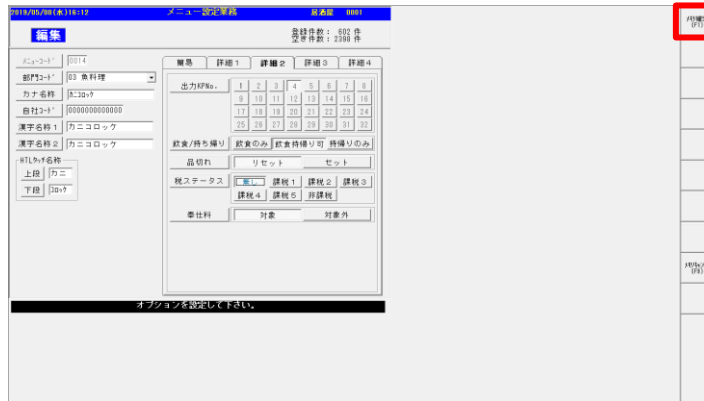 2019/05/08(水)16:12 メニュー設定業務 居酒屋 0001
編集
登録件数: 602 件
空き件数: 2398 件
ﾒﾆｭｰｺｰﾄﾞ 0014
部門ｺｰﾄﾞ 03 魚料理
カナ名称 ｶﾆｺﾛｯｹ
自社ｺｰﾄﾞ 0000000000000
漢字名称1 カニコロッケ
漢字名称2 カニコロッケ
HTLﾀｯﾁ名称
上段 カニ
下段 ｺﾛｯｹ
簡易 詳細1 詳細2 詳細3 詳細4
出力KPNo. 1 2 3 4 5 6 7 8
9 10 11 12 13 14 15 16
17 18 19 20 21 22 23 24
25 26 27 28 29 30 31 32
飲食/持ち帰り 飲食のみ 飲食持帰り可 持帰りのみ
品切れ リセット セット
税ステータス 無し 課税1 課税2 課税3
課税4 課税5 非課税
奉仕料 対象 対象外
オプションを設定して下さい。
(F1)